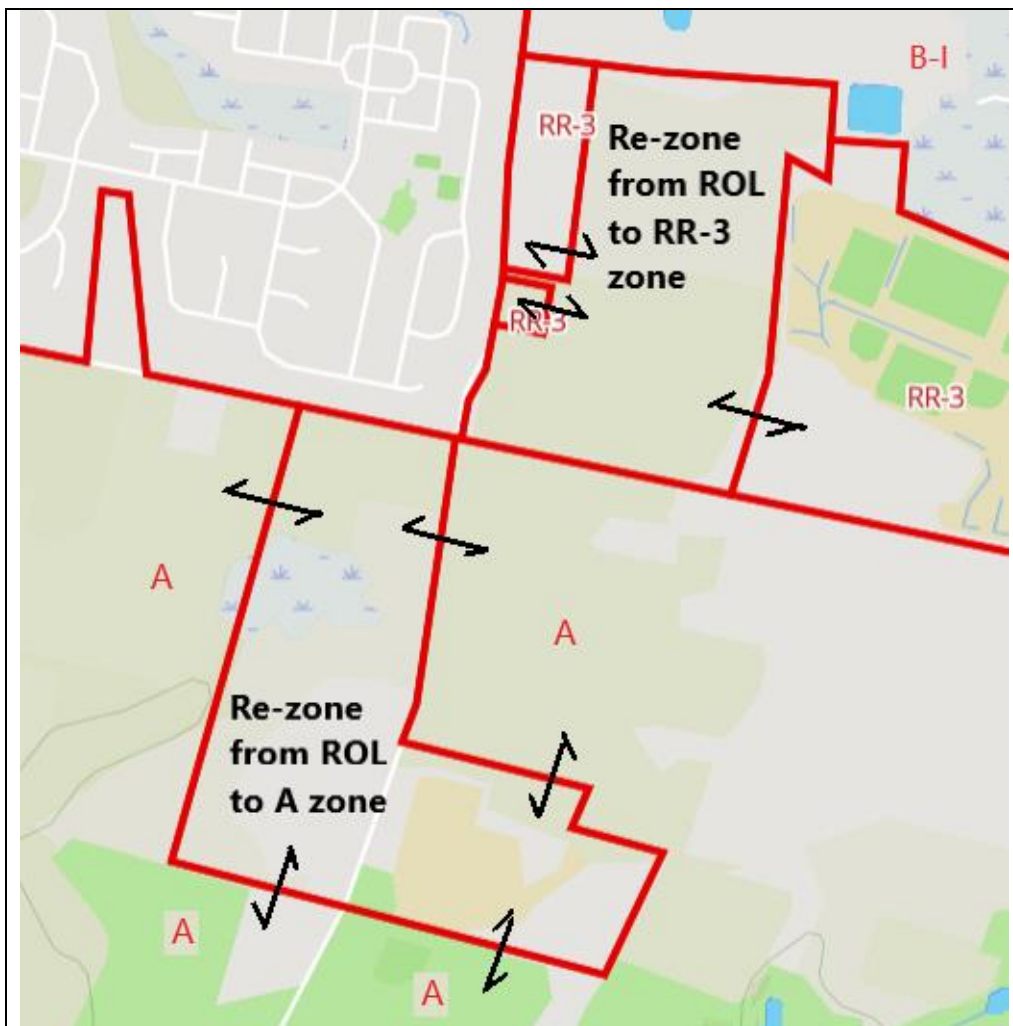 B-I
RR-3
Re-zone
from ROL
to RR-3
zone
RR-3
RR-3
A
A
Re-zone
from ROL
to A zone
A
A